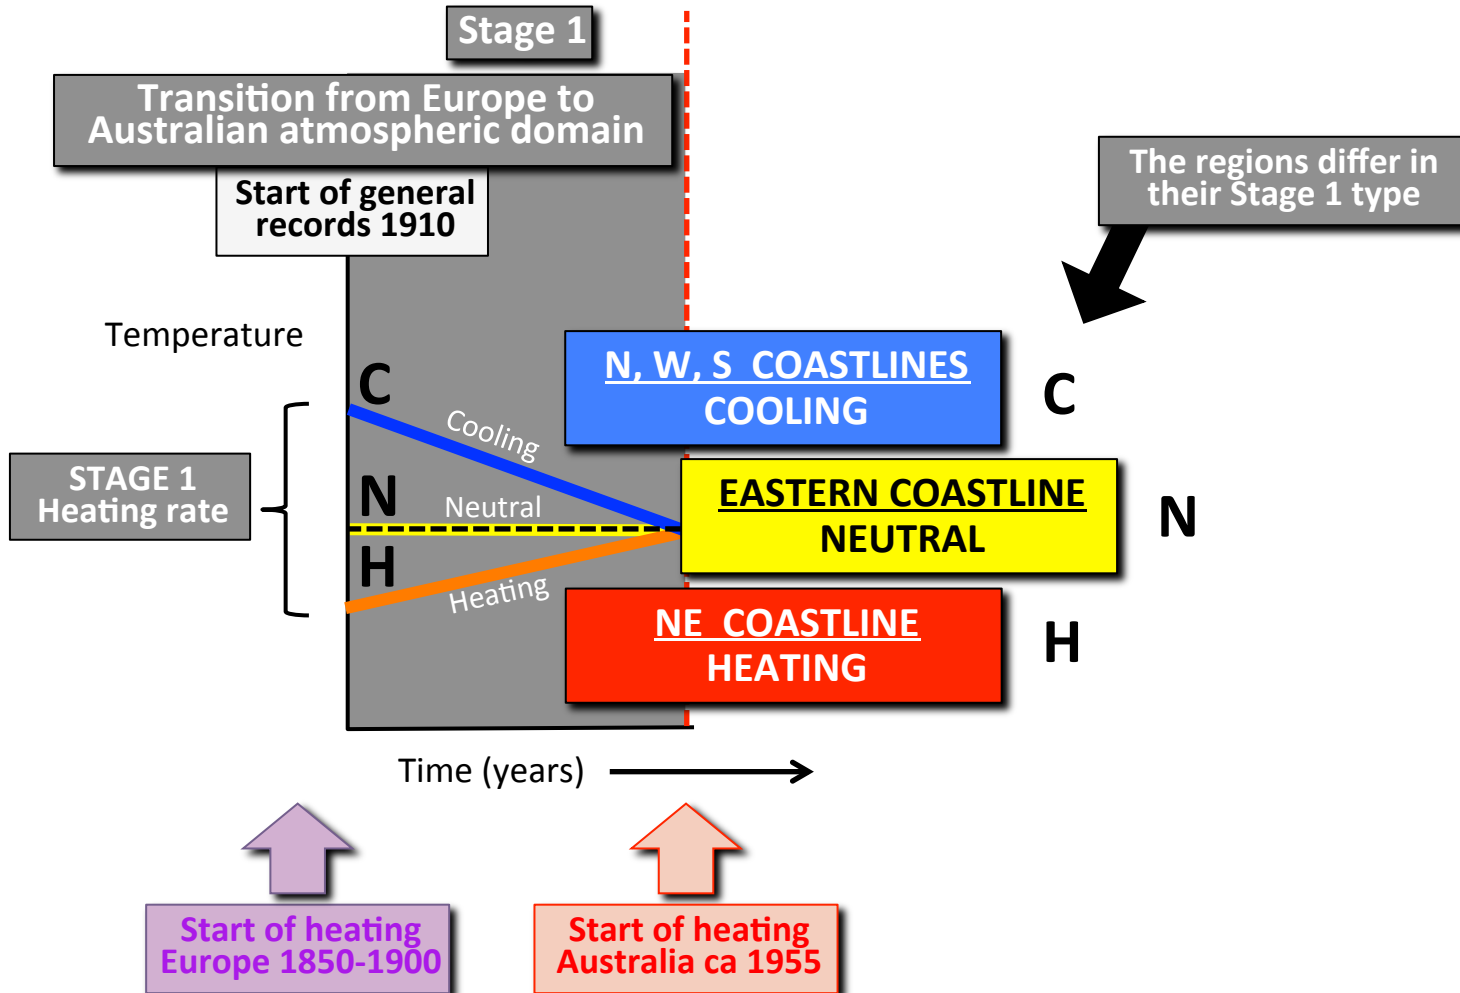 Stage 1
Transition from Europe to
Australian atmospheric domain
Start of general
records 1910
The regions differ in
their Stage 1 type
Temperature
C
Cooling
N
Neutral
H
Heating
STAGE 1
Heating rate
N, W, S COASTLINES
COOLING
C
EASTERN COASTLINE
NEUTRAL
N
NE COASTLINE
HEATING
H
Time (years)
Start of heating
Europe 1850-1900
Start of heating
Australia ca 1955